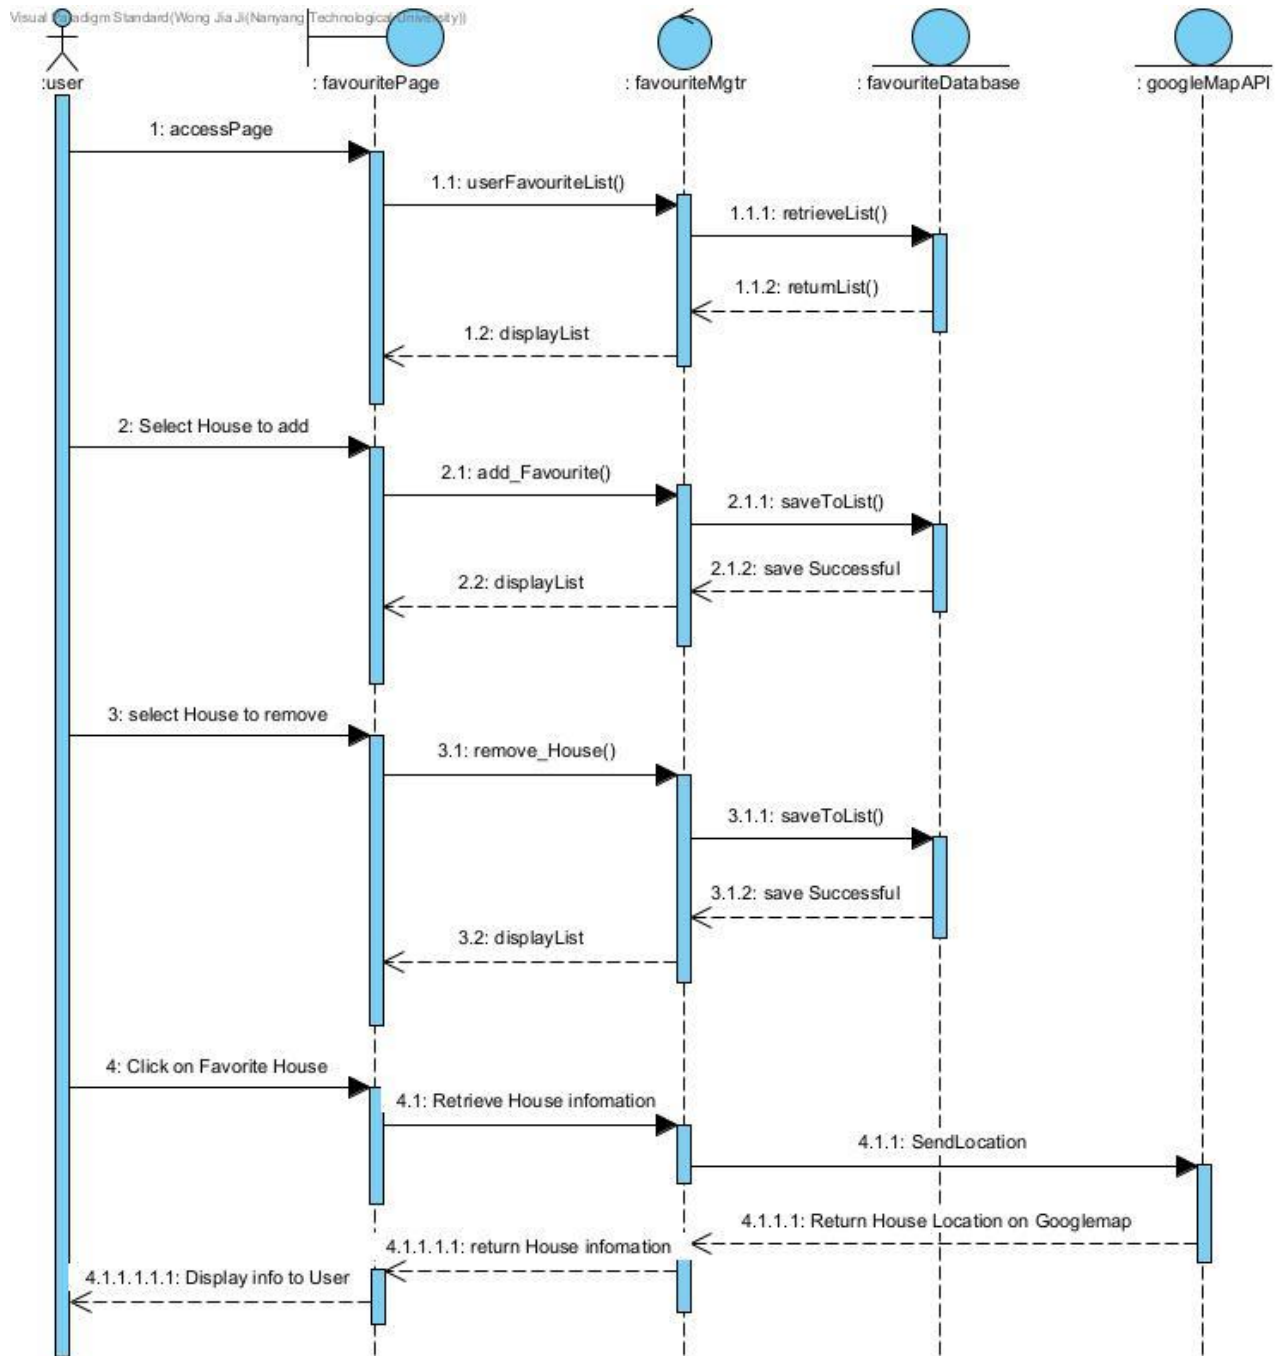 Visual Paradigm Standard(Wong Jia Ji(Nanyang Technological University))
:user
: favouritePage
: favouriteMgtr
: favouriteDatabase
: googleMapAPI
1: accessPage
1.1: userFavouriteList()
1.1.1: retrieveList()
1.1.2: returnList()
1.2: displayList
2: Select House to add
2.1: add_Favourite()
2.1.1: saveToList()
2.1.2: save Successful
2.2: displayList
3: select House to remove
3.1: remove_House()
3.1.1: saveToList()
3.1.2: save Successful
3.2: displayList
4: Click on Favorite House
4.1: Retrieve House infomation
4.1.1: SendLocation
4.1.1.1: Return House Location on Googlemap
4.1.1.1.1: return House infomation
4.1.1.1.1.1: Display info to User